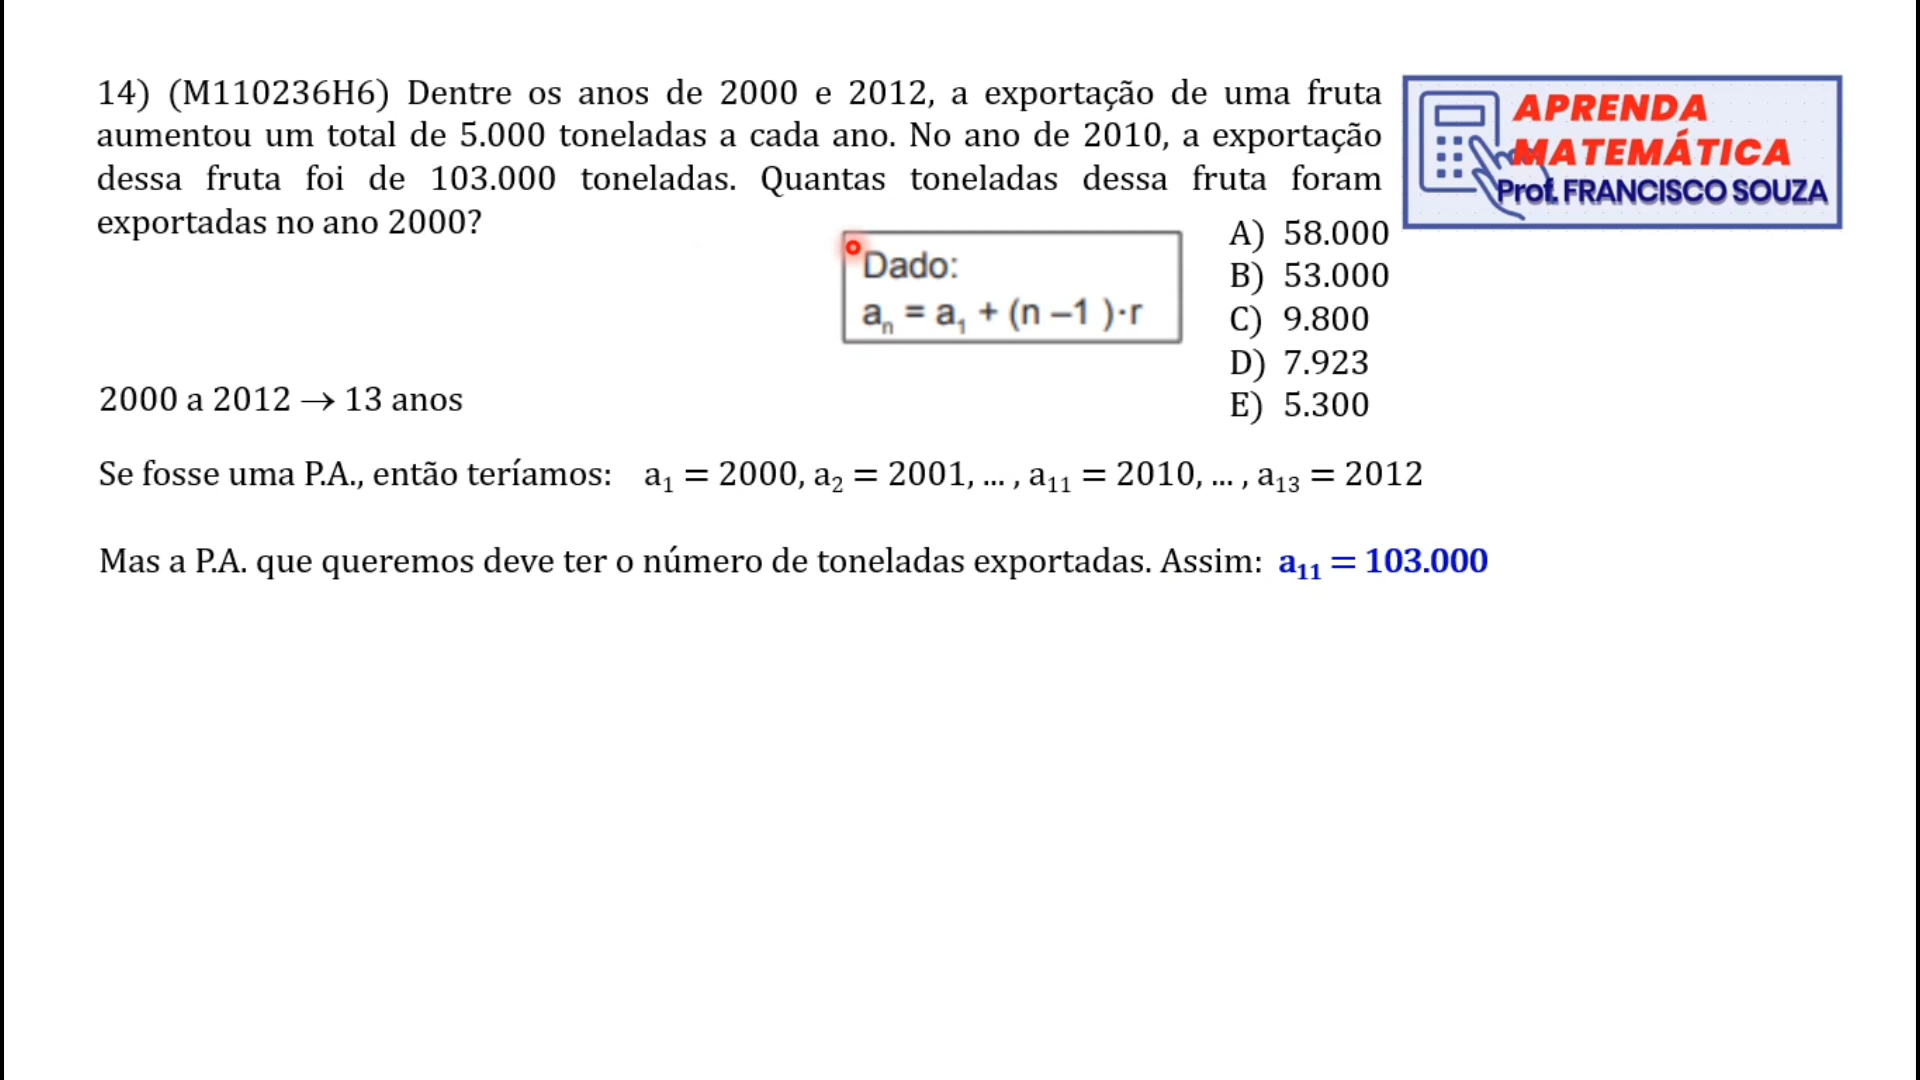 14) (M110236H6) Dentre os anos de 2000 e 2012, a exportação de uma fruta
aumentou um total de 5.000 toneladas a cada ano. No ano de 2010, a exportação
dessa fruta foi de 103.000 toneladas. Quantas toneladas dessa fruta foram
exportadas no ano 2000?
APRENDA
MATEMÁTICA
Prof. FRANCISCO SOUZA
Dado:
aₙ = a₁ + (n –1 )·r
A) 58.000
B) 53.000
C) 9.800
D) 7.923
E) 5.300
2000 a 2012 → 13 anos
Se fosse uma P.A., então teríamos: a₁ = 2000, a₂ = 2001, ... , a₁₁ = 2010, ... , a₁₃ = 2012
Mas a P.A. que queremos deve ter o número de toneladas exportadas. Assim: a₁₁ = 103.000